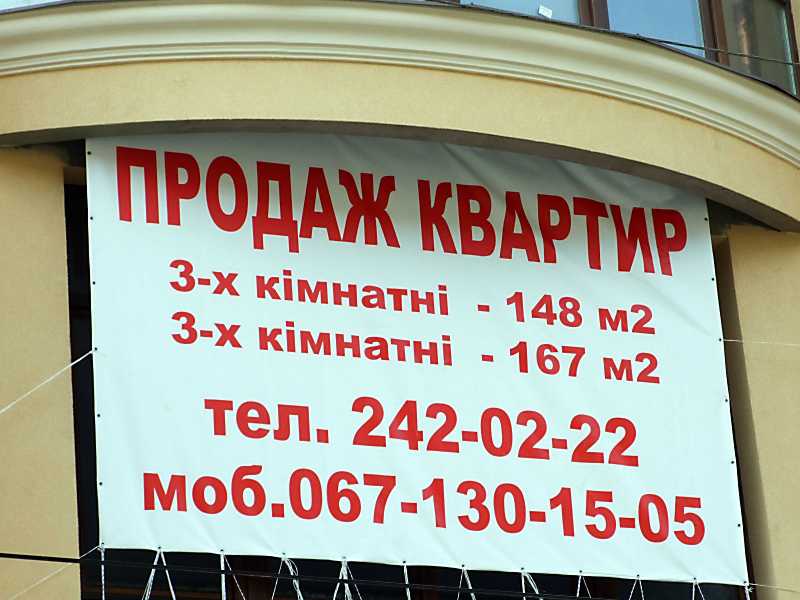 ПРОДАЖ КВАРТИР
3-х кімнатні - 148 м2
3-х кімнатні - 167 м2
тел. 242-02-22
моб.067-130-15-05